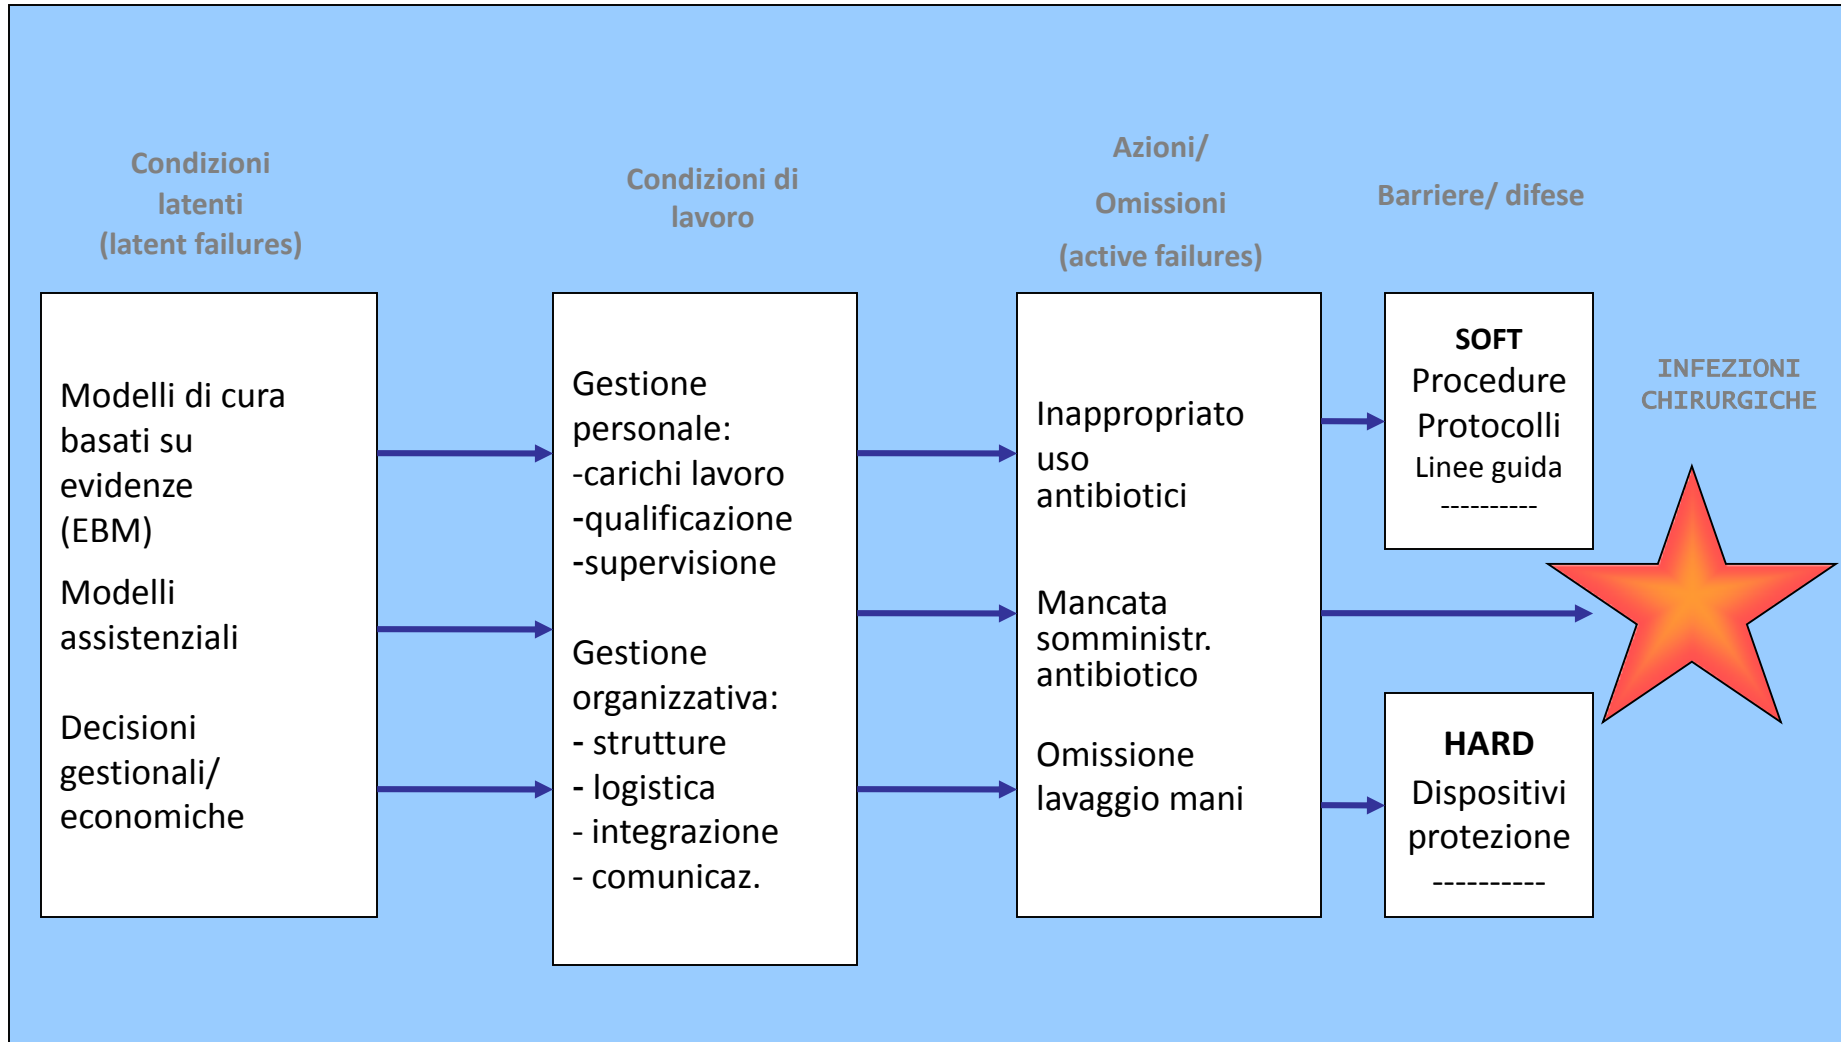 Condizioni
latenti
(latent failures)
Condizioni di
lavoro
Azioni/
Omissioni
(active failures)
Barriere/ difese
Modelli di cura
basati su
evidenze
(EBM)
Modelli
assistenziali
Decisioni
gestionali/
economiche
Gestione
personale:
-carichi lavoro
-qualificazione
-supervisione
Gestione
organizzativa:
- strutture
- logistica
- integrazione
- comunicaz.
Inappropriato
uso
antibiotici
Mancata
somministr.
antibiotico
Omissione
lavaggio mani
SOFT
Procedure
Protocolli
Linee guida
----------
HARD
Dispositivi
protezione
----------
INFEZIONI
CHIRURGICHE